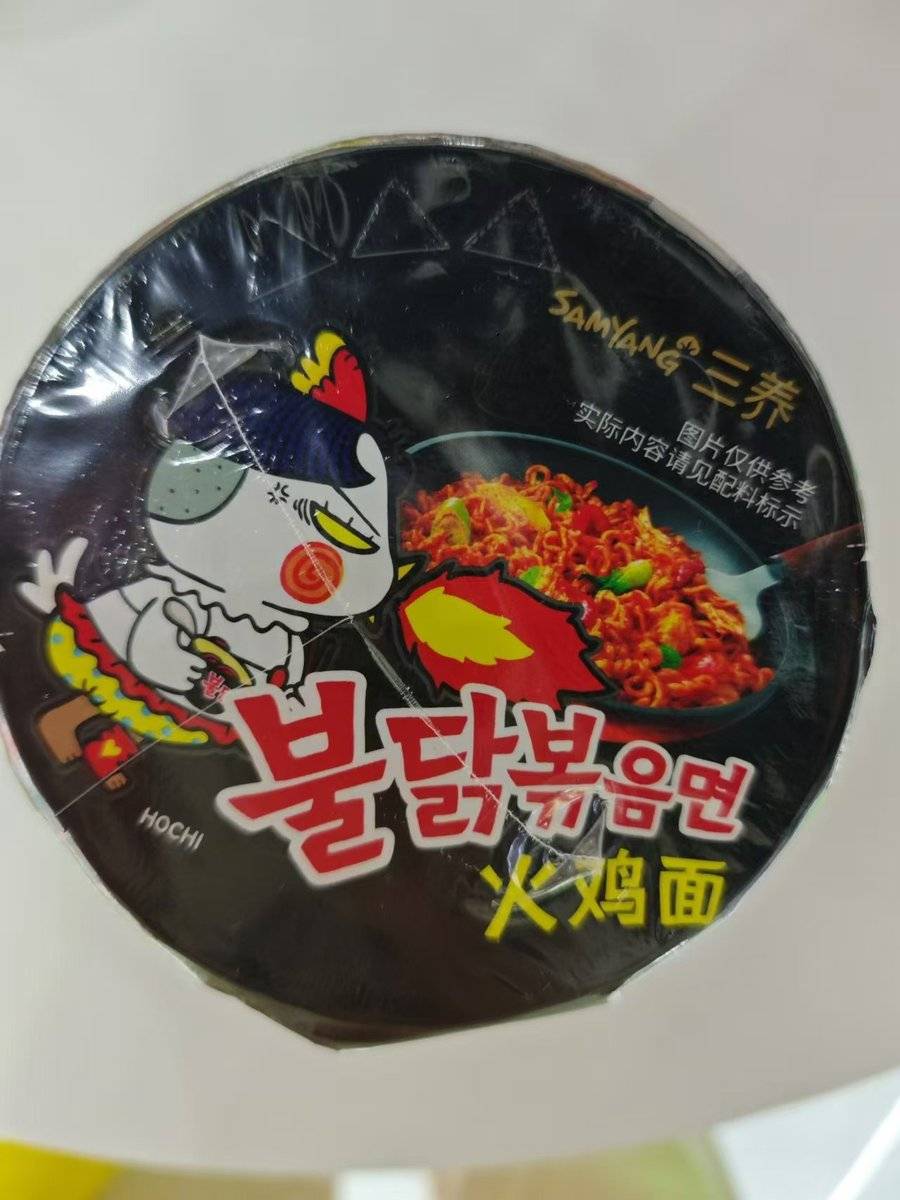 SAMYANG 三养
图片仅供参考
实际内容请见配料标示
불닭볶음면
火鸡面
HOCHI